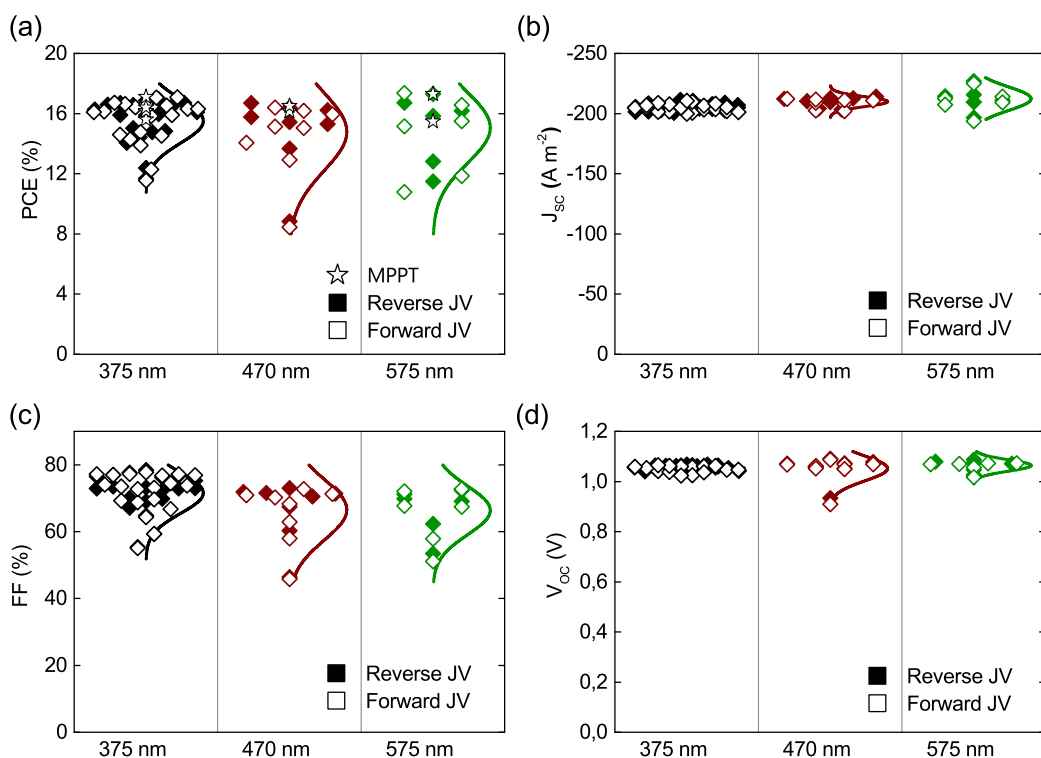 (a)
20
16
12
8
4
0
PCE (%)
MPPT
Reverse JV
Forward JV
375 nm
470 nm
575 nm
(b)
-250
-200
-150
-100
-50
0
J_SC (A m⁻²)
Reverse JV
Forward JV
375 nm
470 nm
575 nm
(c)
80
60
40
20
0
FF (%)
Reverse JV
Forward JV
375 nm
470 nm
575 nm
(d)
1,2
1,0
0,8
0,6
0,4
0,2
0,0
V_OC (V)
Reverse JV
Forward JV
375 nm
470 nm
575 nm